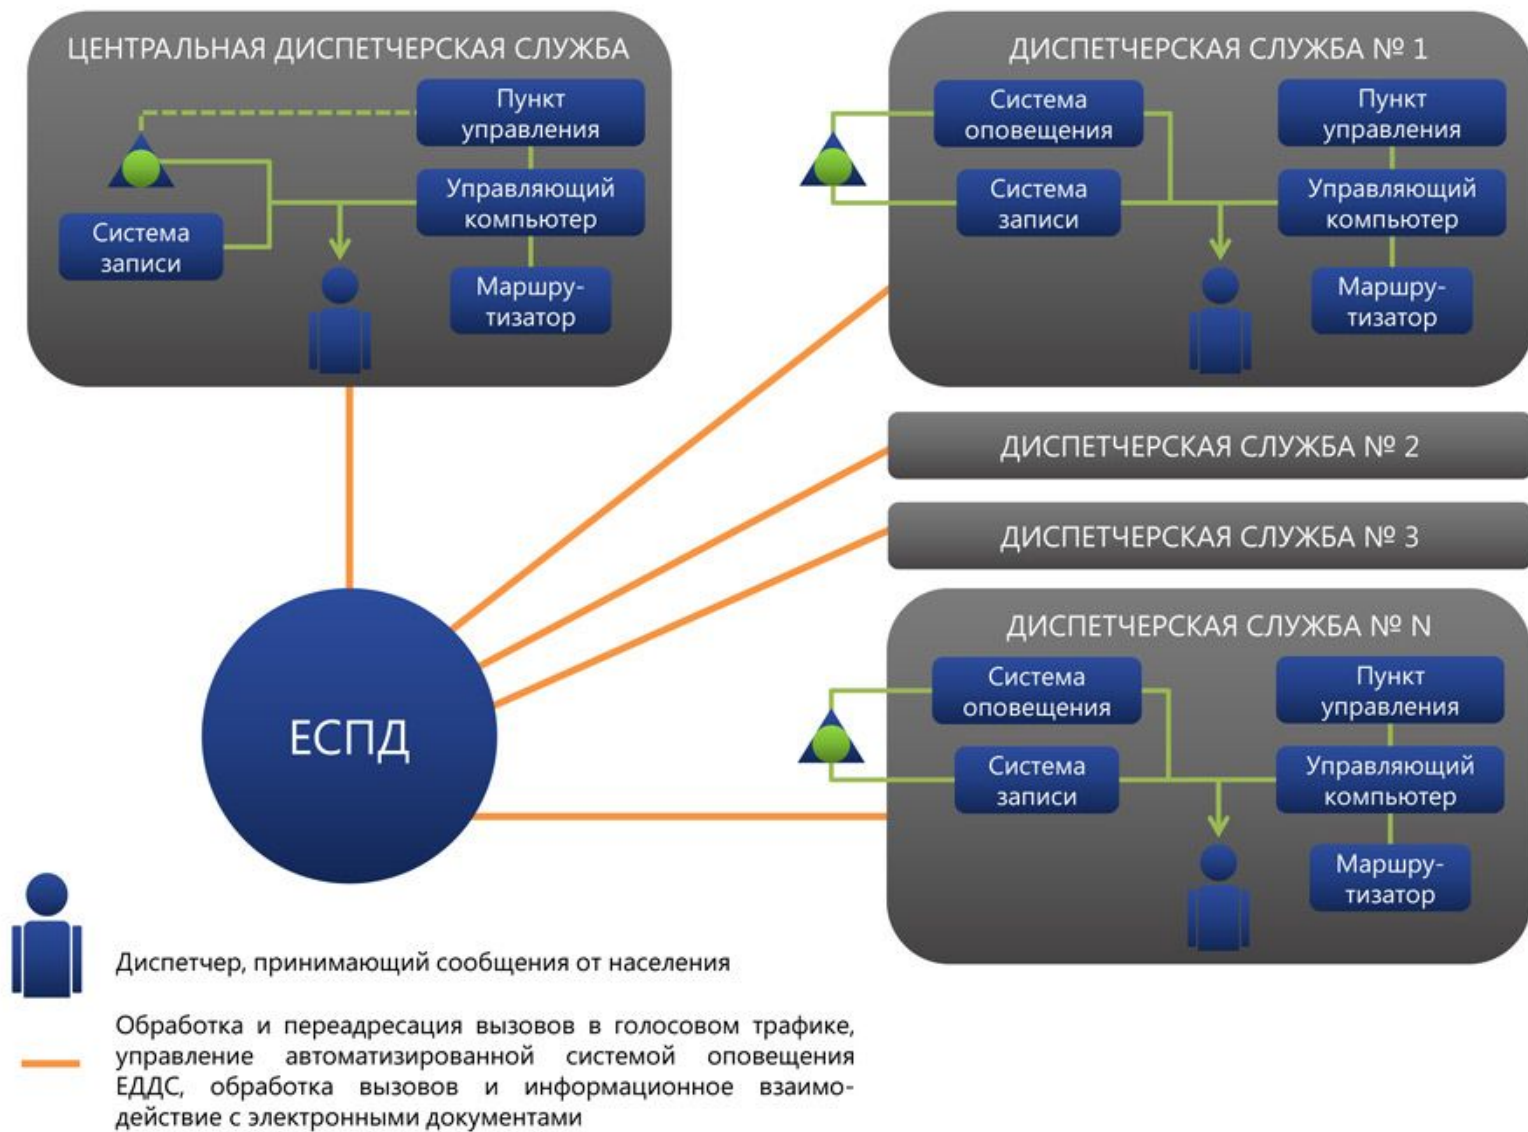 ЦЕНТРАЛЬНАЯ ДИСПЕТЧЕРСКАЯ СЛУЖБА
Пункт
управления
Управляющий
компьютер
Система
записи
Маршру-
тизатор
ДИСПЕТЧЕРСКАЯ СЛУЖБА № 1
Система
оповещения
Пункт
управления
Система
записи
Управляющий
компьютер
Маршру-
тизатор
ДИСПЕТЧЕРСКАЯ СЛУЖБА № 2
ДИСПЕТЧЕРСКАЯ СЛУЖБА № 3
ДИСПЕТЧЕРСКАЯ СЛУЖБА № N
Система
оповещения
Пункт
управления
Система
записи
Управляющий
компьютер
Маршру-
тизатор
ЕСПД
Диспетчер, принимающий сообщения от населения
Обработка и переадресация вызовов в голосовом трафике,
управление автоматизированной системой оповещения
ЕДДС, обработка вызовов и информационное взаимо-
действие с электронными документами